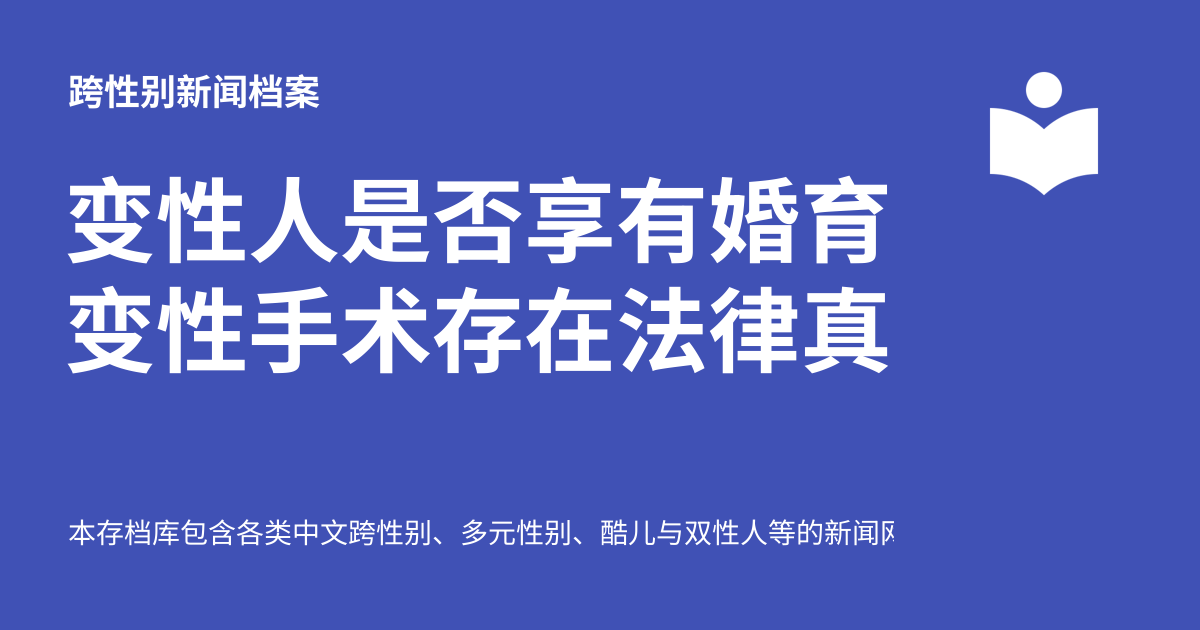 跨性别新闻档案
变性人是否享有婚育
变性手术存在法律真
本存档库包含各类中文跨性别、多元性别、酷儿与双性人等的新闻